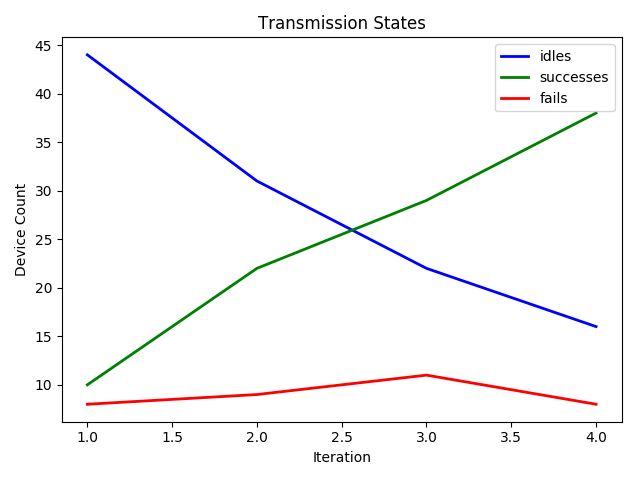 Transmission States
45
40
35
30
25
20
15
10
Device Count
idles
successes
fails
1.0 1.5 2.0 2.5 3.0 3.5 4.0
Iteration